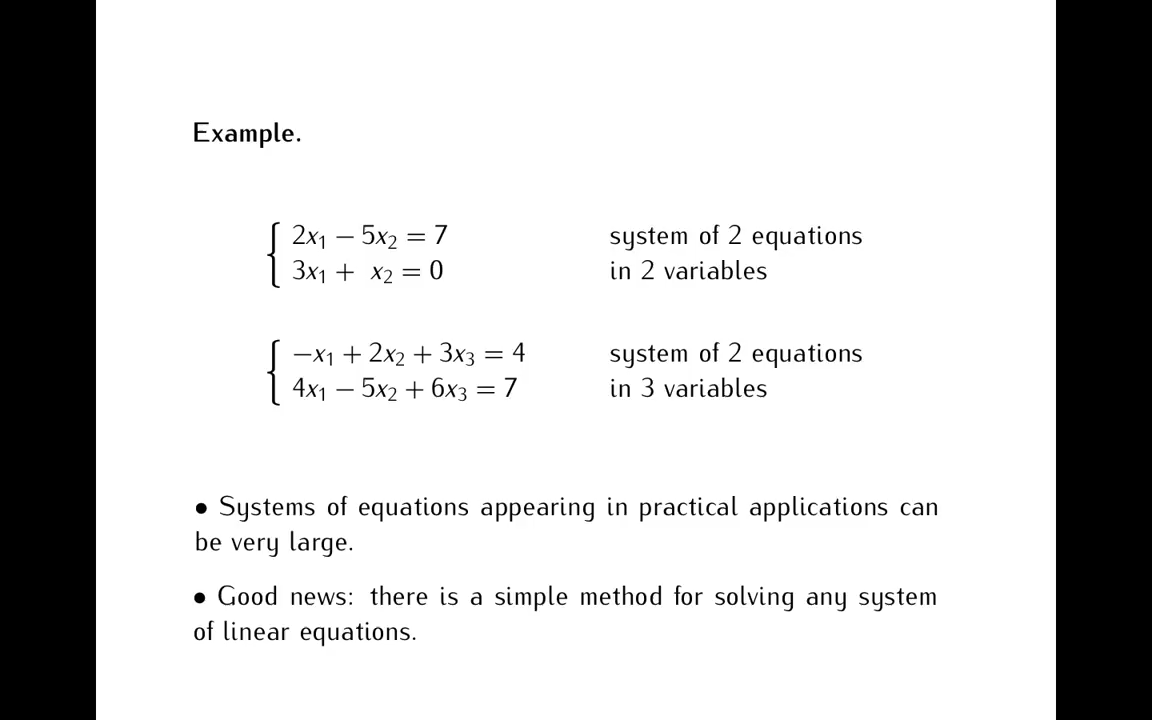 Example.
2x₁ − 5x₂ = 7 system of 2 equations
3x₁ + x₂ = 0 in 2 variables
−x₁ + 2x₂ + 3x₃ = 4 system of 2 equations
4x₁ − 5x₂ + 6x₃ = 7 in 3 variables
• Systems of equations appearing in practical applications can
be very large.
• Good news: there is a simple method for solving any system
of linear equations.